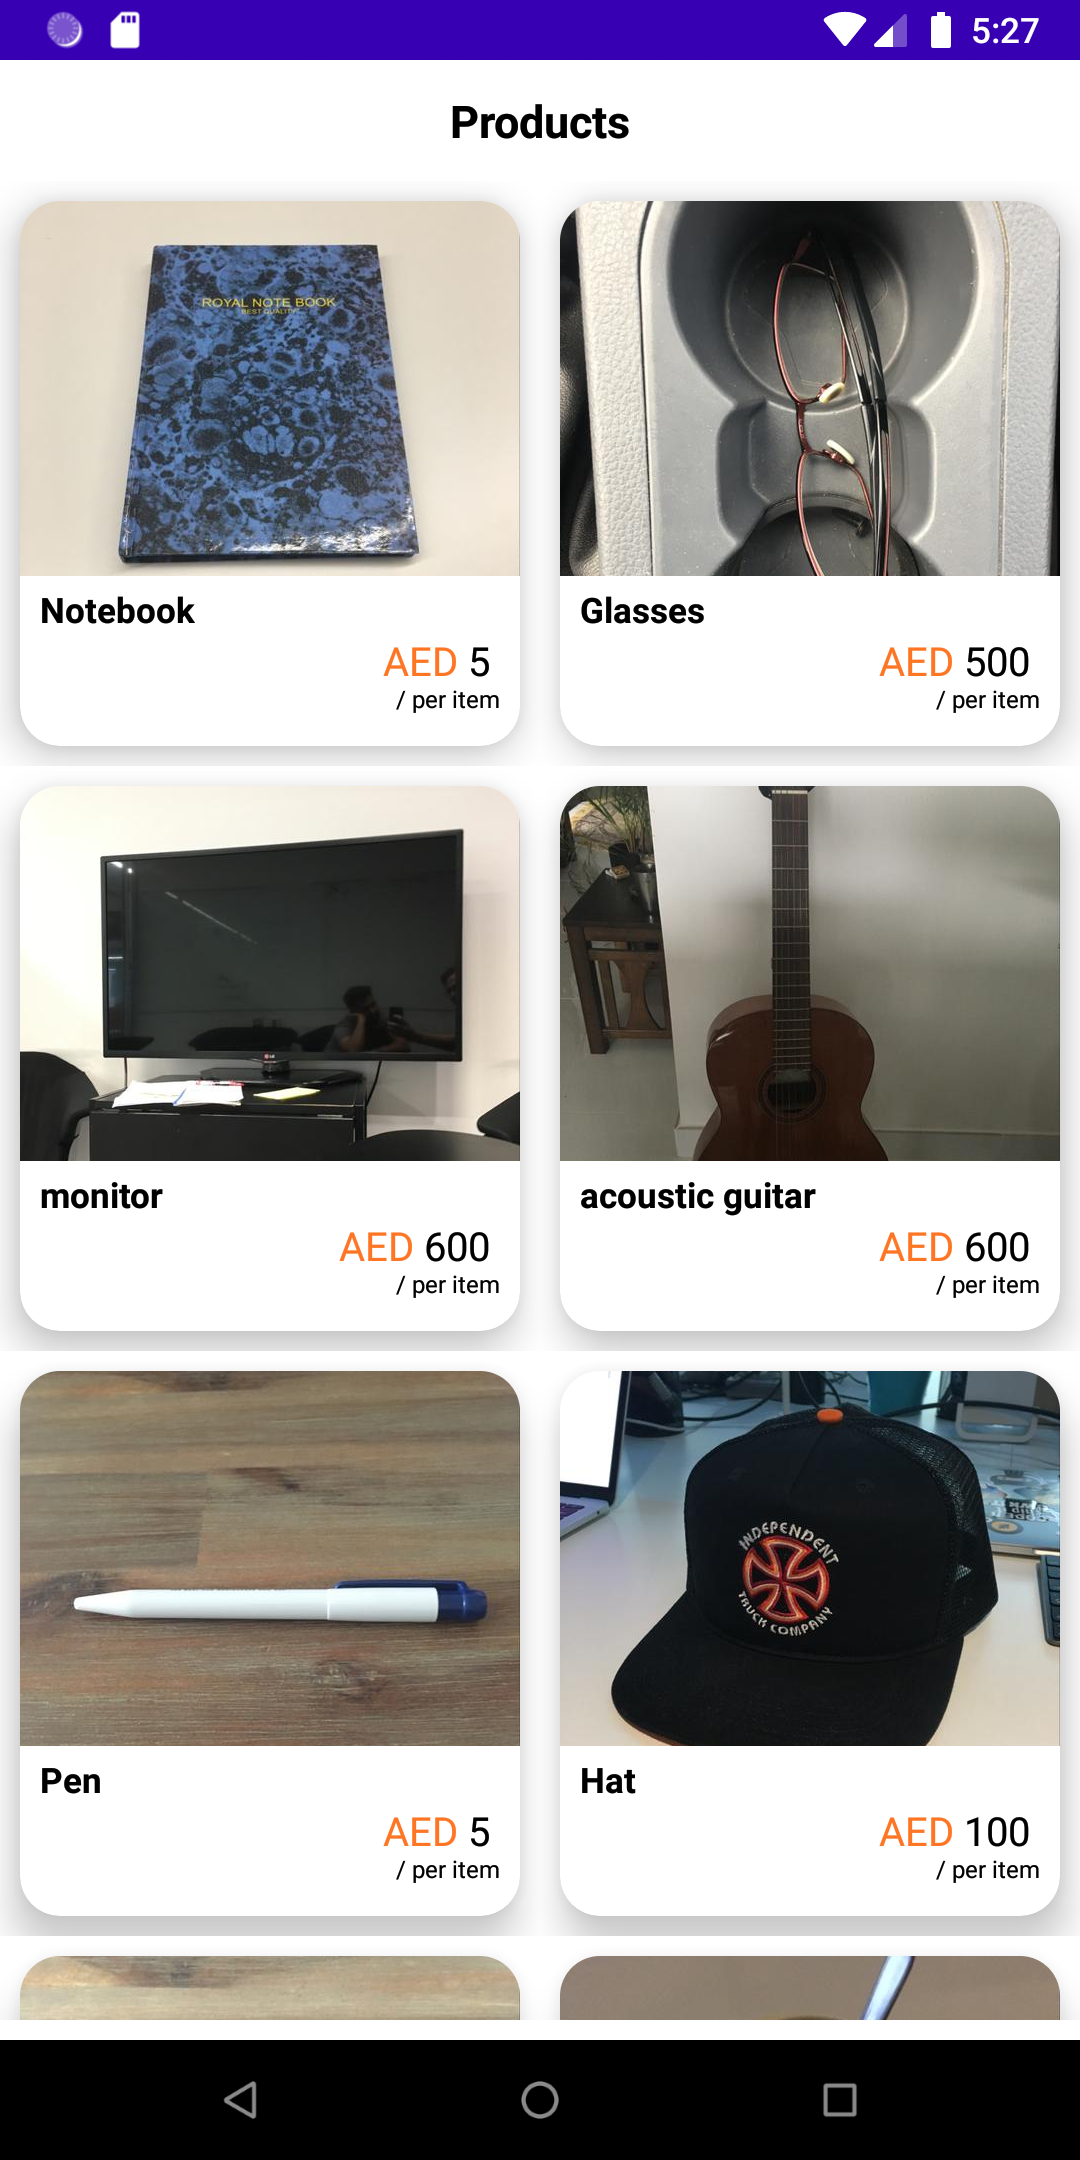 5:27
Products
ROYAL NOTE BOOK
BEST QUALITY
Notebook
AED 5
/ per item
Glasses
AED 500
/ per item
LG
monitor
AED 600
/ per item
acoustic guitar
AED 600
/ per item
Pen
AED 5
/ per item
INDEPENDENT
TRUCK COMPANY
Hat
AED 100
/ per item